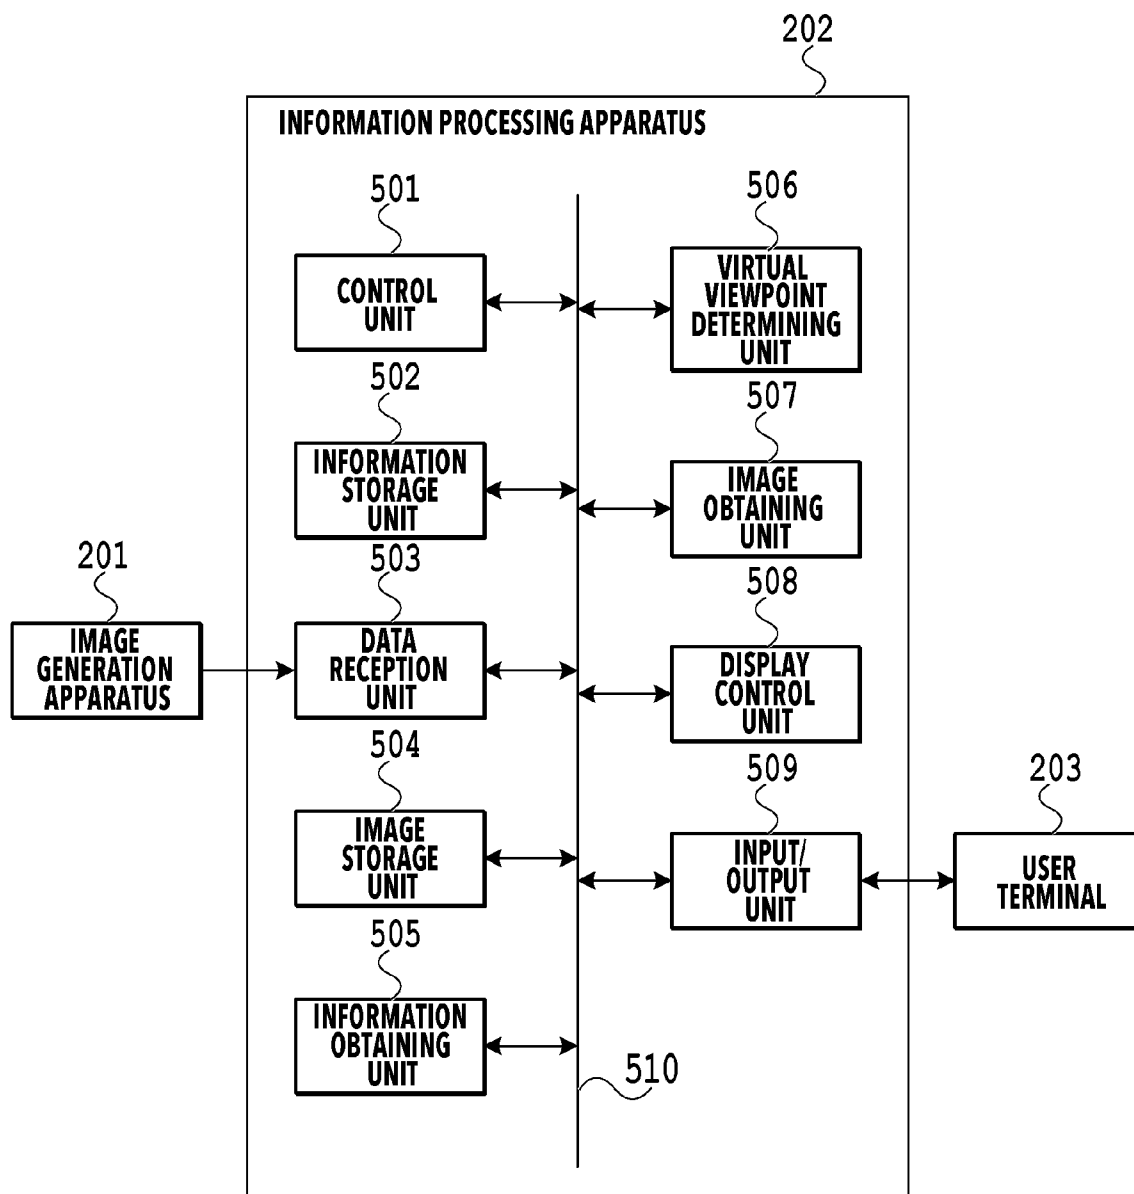 202
INFORMATION PROCESSING APPARATUS
501
CONTROL
UNIT
502
INFORMATION
STORAGE
UNIT
201
IMAGE
GENERATION
APPARATUS
503
DATA
RECEPTION
UNIT
504
IMAGE
STORAGE
UNIT
505
INFORMATION
OBTAINING
UNIT
506
VIRTUAL
VIEWPOINT
DETERMINING
UNIT
507
IMAGE
OBTAINING
UNIT
508
DISPLAY
CONTROL
UNIT
509
INPUT/
OUTPUT
UNIT
203
USER
TERMINAL
510